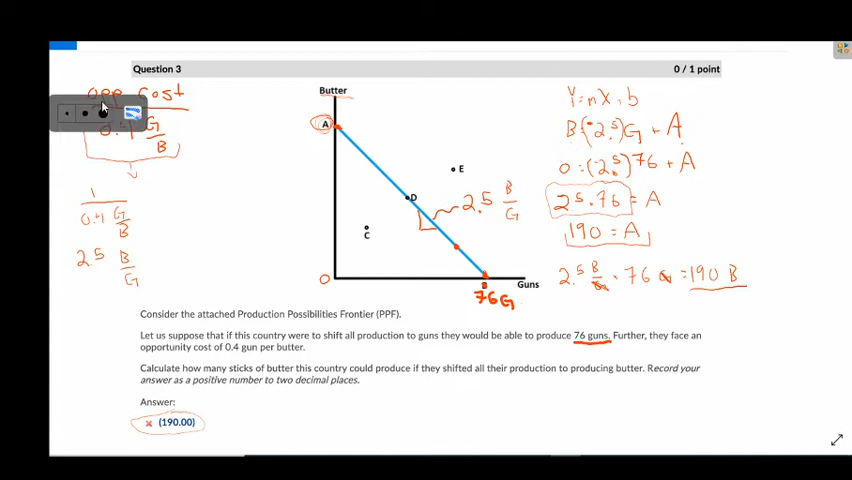 Question 3
0 / 1 point
opp cost
0.4 G/B
1
0.4 G/B
2.5 B/G
Butter
A
E
D
C
2.5 B/G
0
B
Guns
76 G
Y = mX + b
B = (-2.5)G + A
0 = (-2.5)76 + A
2.5 · 76 = A
190 = A
2.5 B/G · 76 G = 190 B
Consider the attached Production Possibilities Frontier (PPF).
Let us suppose that if this country were to shift all production to guns they would be able to produce 76 guns. Further, they face an
opportunity cost of 0.4 gun per butter.
Calculate how many sticks of butter this country could produce if they shifted all their production to producing butter. Record your
answer as a positive number to two decimal places.
Answer:
(190.00)